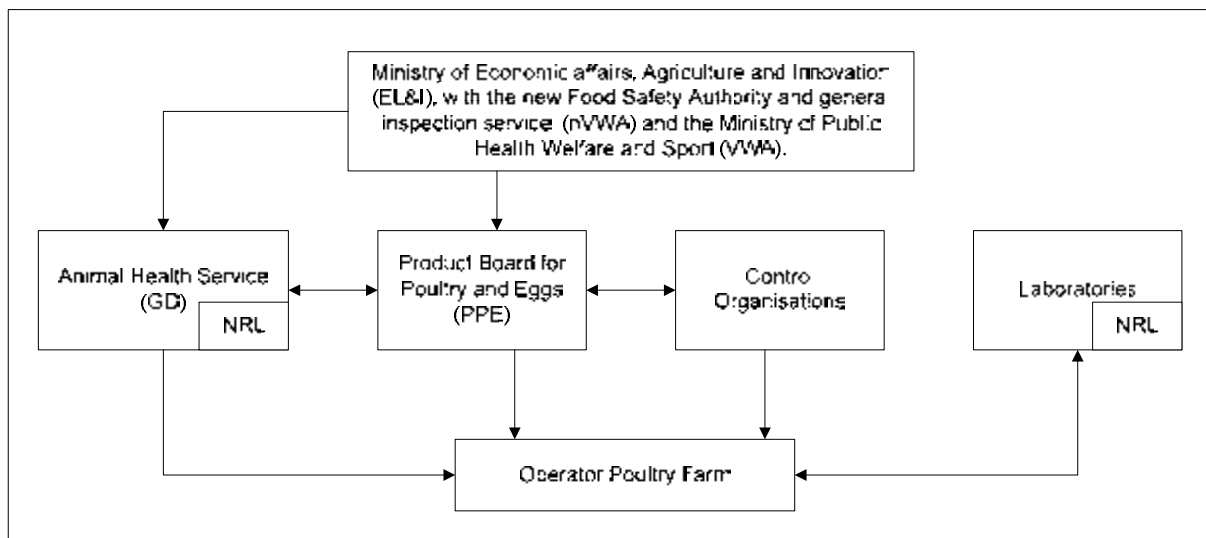 Ministry of Economic affairs, Agriculture and Innovation
(EL&I), with the new Food Safety Authority and genera
inspection service (nVWA) and the Ministry of Public
Health Welfare and Sport (VWA).
Animal Health Service
(GD)
NRL
Product Board for
Poultry and Eggs
(PPE)
Contro
Organisations
Laboratories
NRL
Operator Poultry Farm